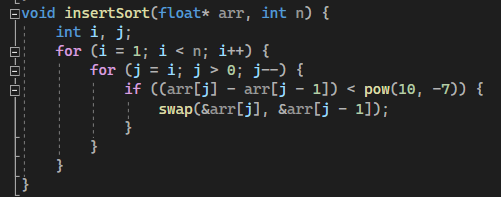 void insertSort(float* arr, int n) {
    int i, j;
    for (i = 1; i < n; i++) {
        for (j = i; j > 0; j--) {
            if ((arr[j] - arr[j - 1]) < pow(10, -7)) {
                swap(&arr[j], &arr[j - 1]);
            }
        }
    }
}